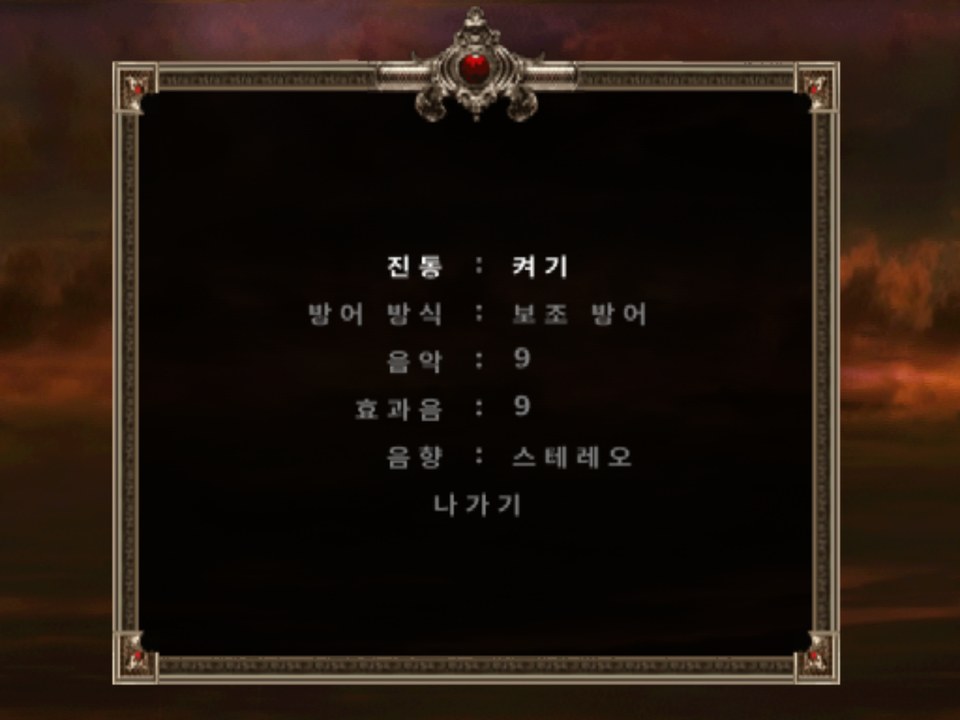 진동 : 켜기
방어 방식 : 보조 방어
음악 : 9
효과음 : 9
음향 : 스테레오
나가기